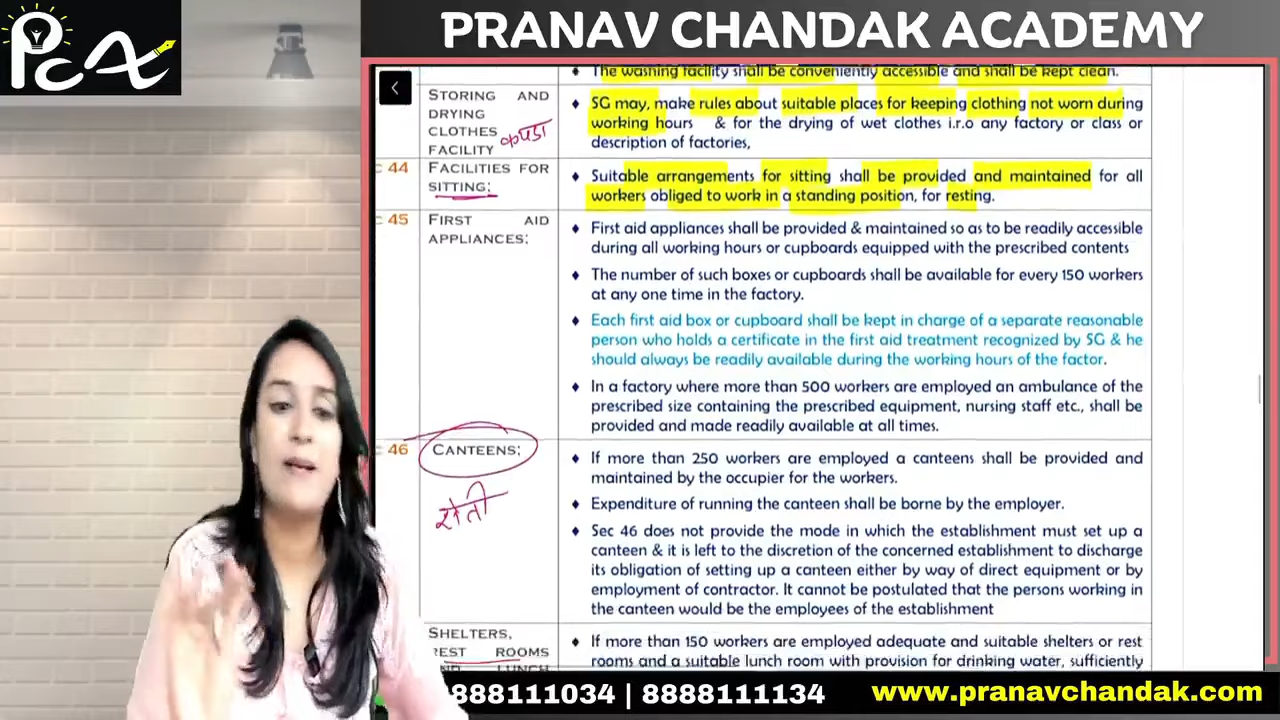 PCA
PRANAV CHANDAK ACADEMY
The washing facility shall be conveniently accessible and shall be kept clean.
STORING AND
DRYING
CLOTHES
FACILITY
कपडा
SG may, make rules about suitable places for keeping clothing not worn during
working hours & for the drying of wet clothes i.r.o any factory or class or
description of factories,
44
FACILITIES FOR
SITTING:
Suitable arrangements for sitting shall be provided and maintained for all
workers obliged to work in a standing position, for resting.
45
FIRST AID
APPLIANCES:
First aid appliances shall be provided & maintained so as to be readily accessible
during all working hours or cupboards equipped with the prescribed contents
The number of such boxes or cupboards shall be available for every 150 workers
at any one time in the factory.
Each first aid box or cupboard shall be kept in charge of a separate reasonable
person who holds a certificate in the first aid treatment recognized by SG & he
should always be readily available during the working hours of the factor.
In a factory where more than 500 workers are employed an ambulance of the
prescribed size containing the prescribed equipment, nursing staff etc., shall be
provided and made readily available at all times.
46
CANTEENS:
रोती
If more than 250 workers are employed a canteens shall be provided and
maintained by the occupier for the workers.
Expenditure of running the canteen shall be borne by the employer.
Sec 46 does not provide the mode in which the establishment must set up a
canteen & it is left to the discretion of the concerned establishment to discharge
its obligation of setting up a canteen either by way of direct equipment or by
employment of contractor. It cannot be postulated that the persons working in
the canteen would be the employees of the establishment
SHELTERS,
REST ROOMS
AND LUNCH
If more than 150 workers are employed adequate and suitable shelters or rest
rooms and a suitable lunch room with provision for drinking water, sufficiently
888111034 | 8888111134
www.pranavchandak.com